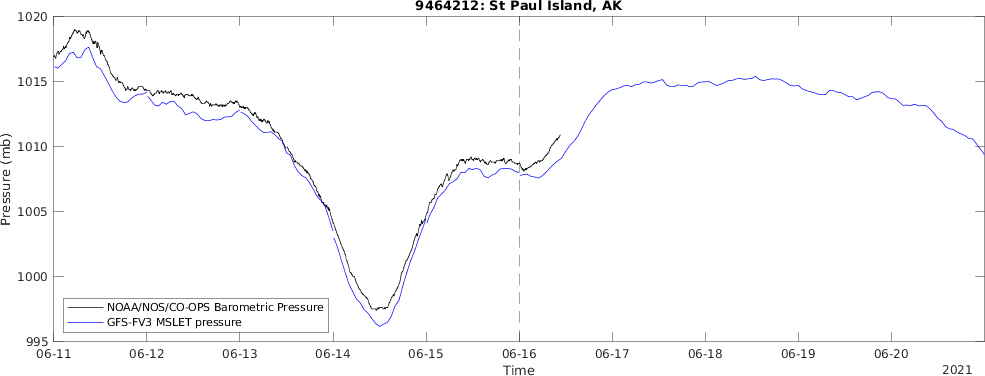 9464212: St Paul Island, AK
1020
1015
1010
1005
1000
995
Pressure (mb)
NOAA/NOS/CO-OPS Barometric Pressure
GFS-FV3 MSLET pressure
06-11 06-12 06-13 06-14 06-15 06-16 06-17 06-18 06-19 06-20
Time
2021